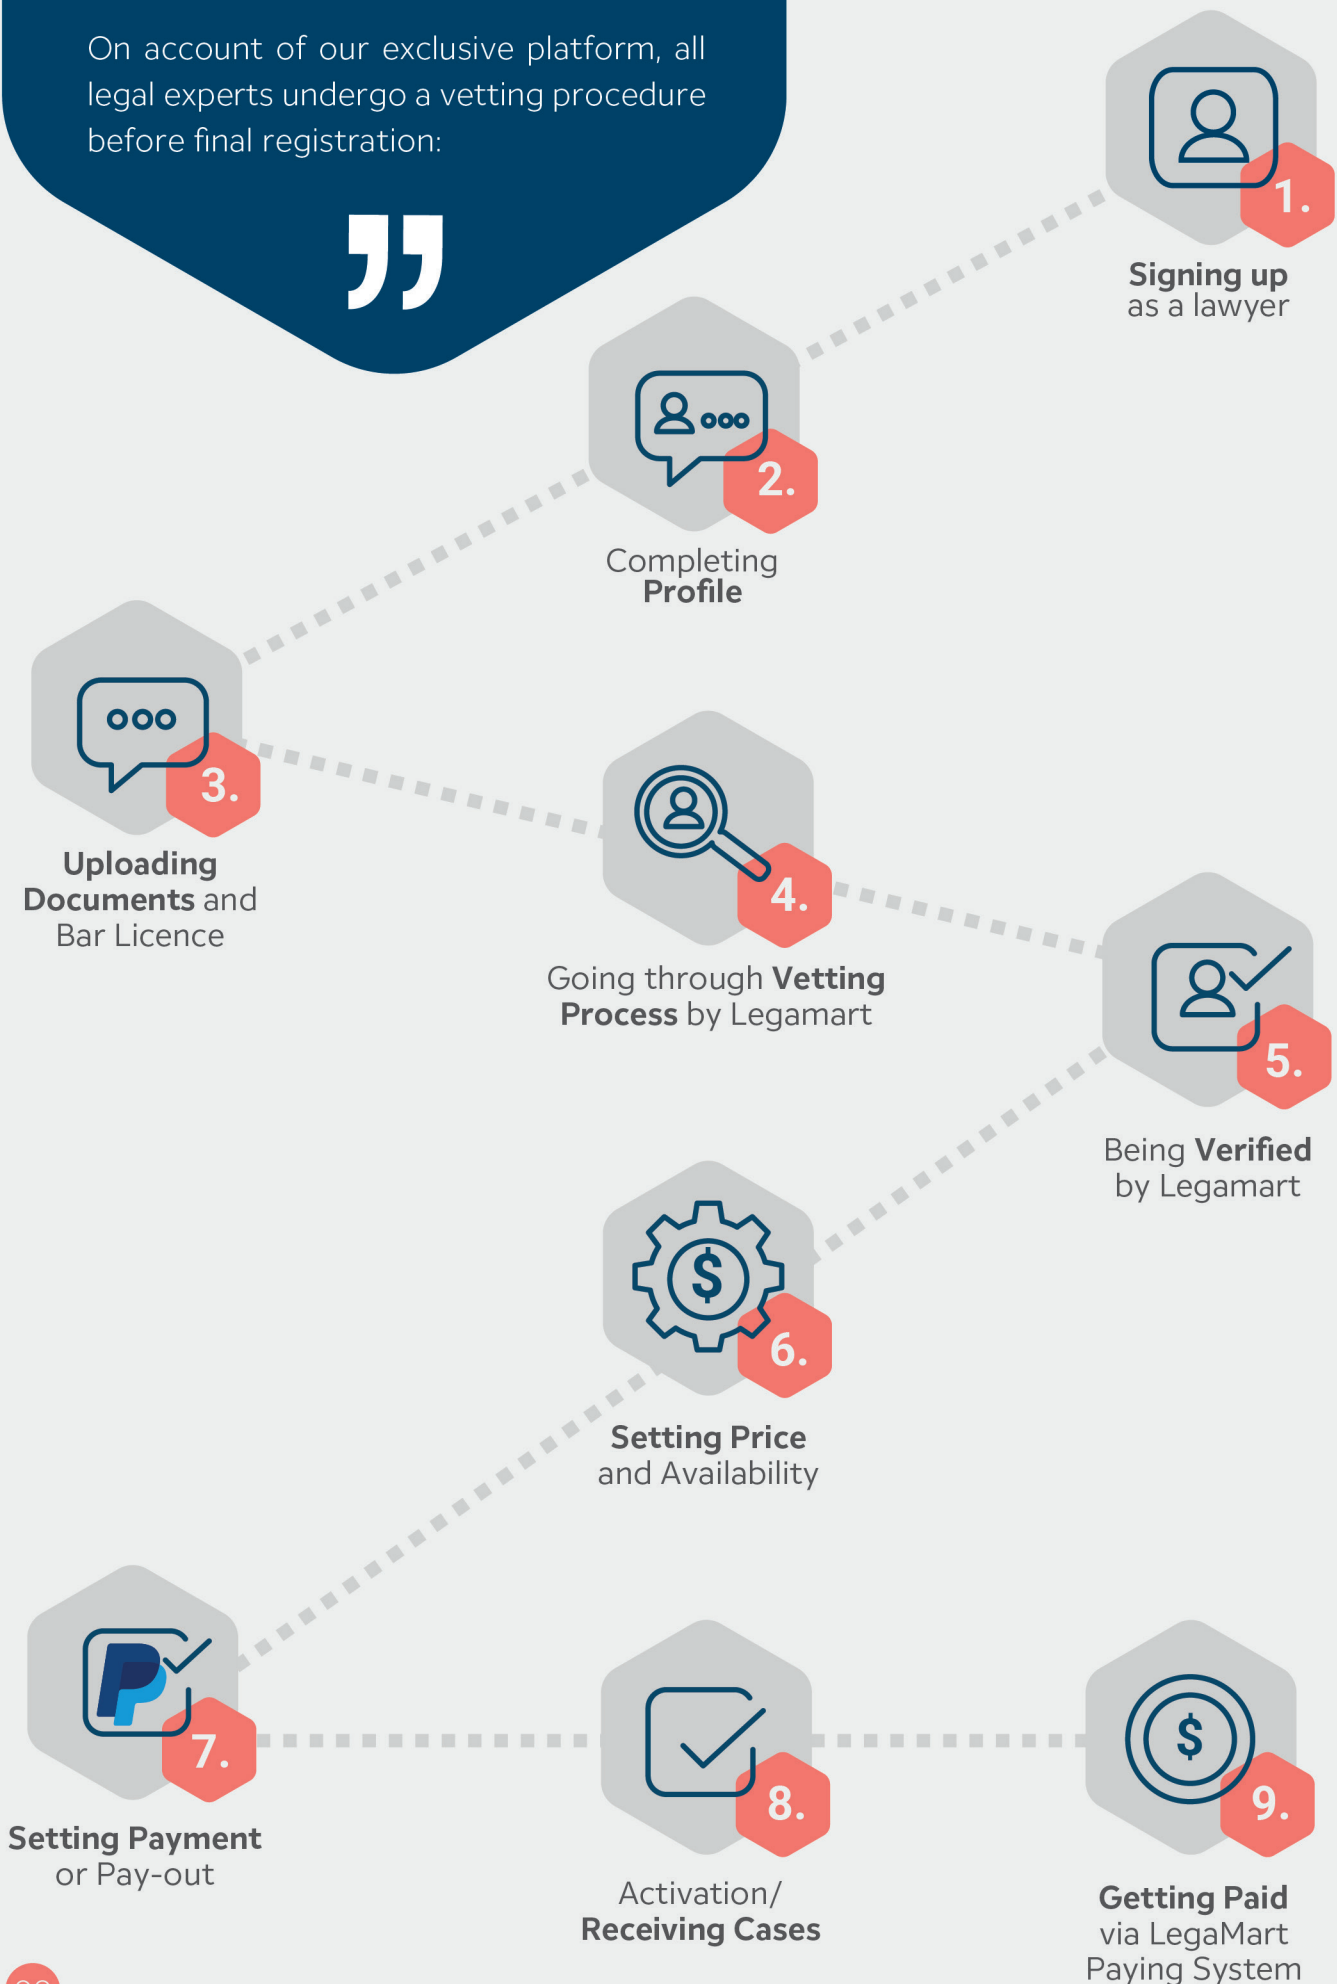 On account of our exclusive platform, all
legal experts undergo a vetting procedure
before final registration:
”
1.
Signing up
as a lawyer
2.
Completing
Profile
3.
Uploading
Documents and
Bar Licence
4.
Going through Vetting
Process by Legamart
5.
Being Verified
by Legamart
$
6.
Setting Price
and Availability
7.
Setting Payment
or Pay-out
8.
Activation/
Receiving Cases
$
9.
Getting Paid
via LegaMart
Paying System